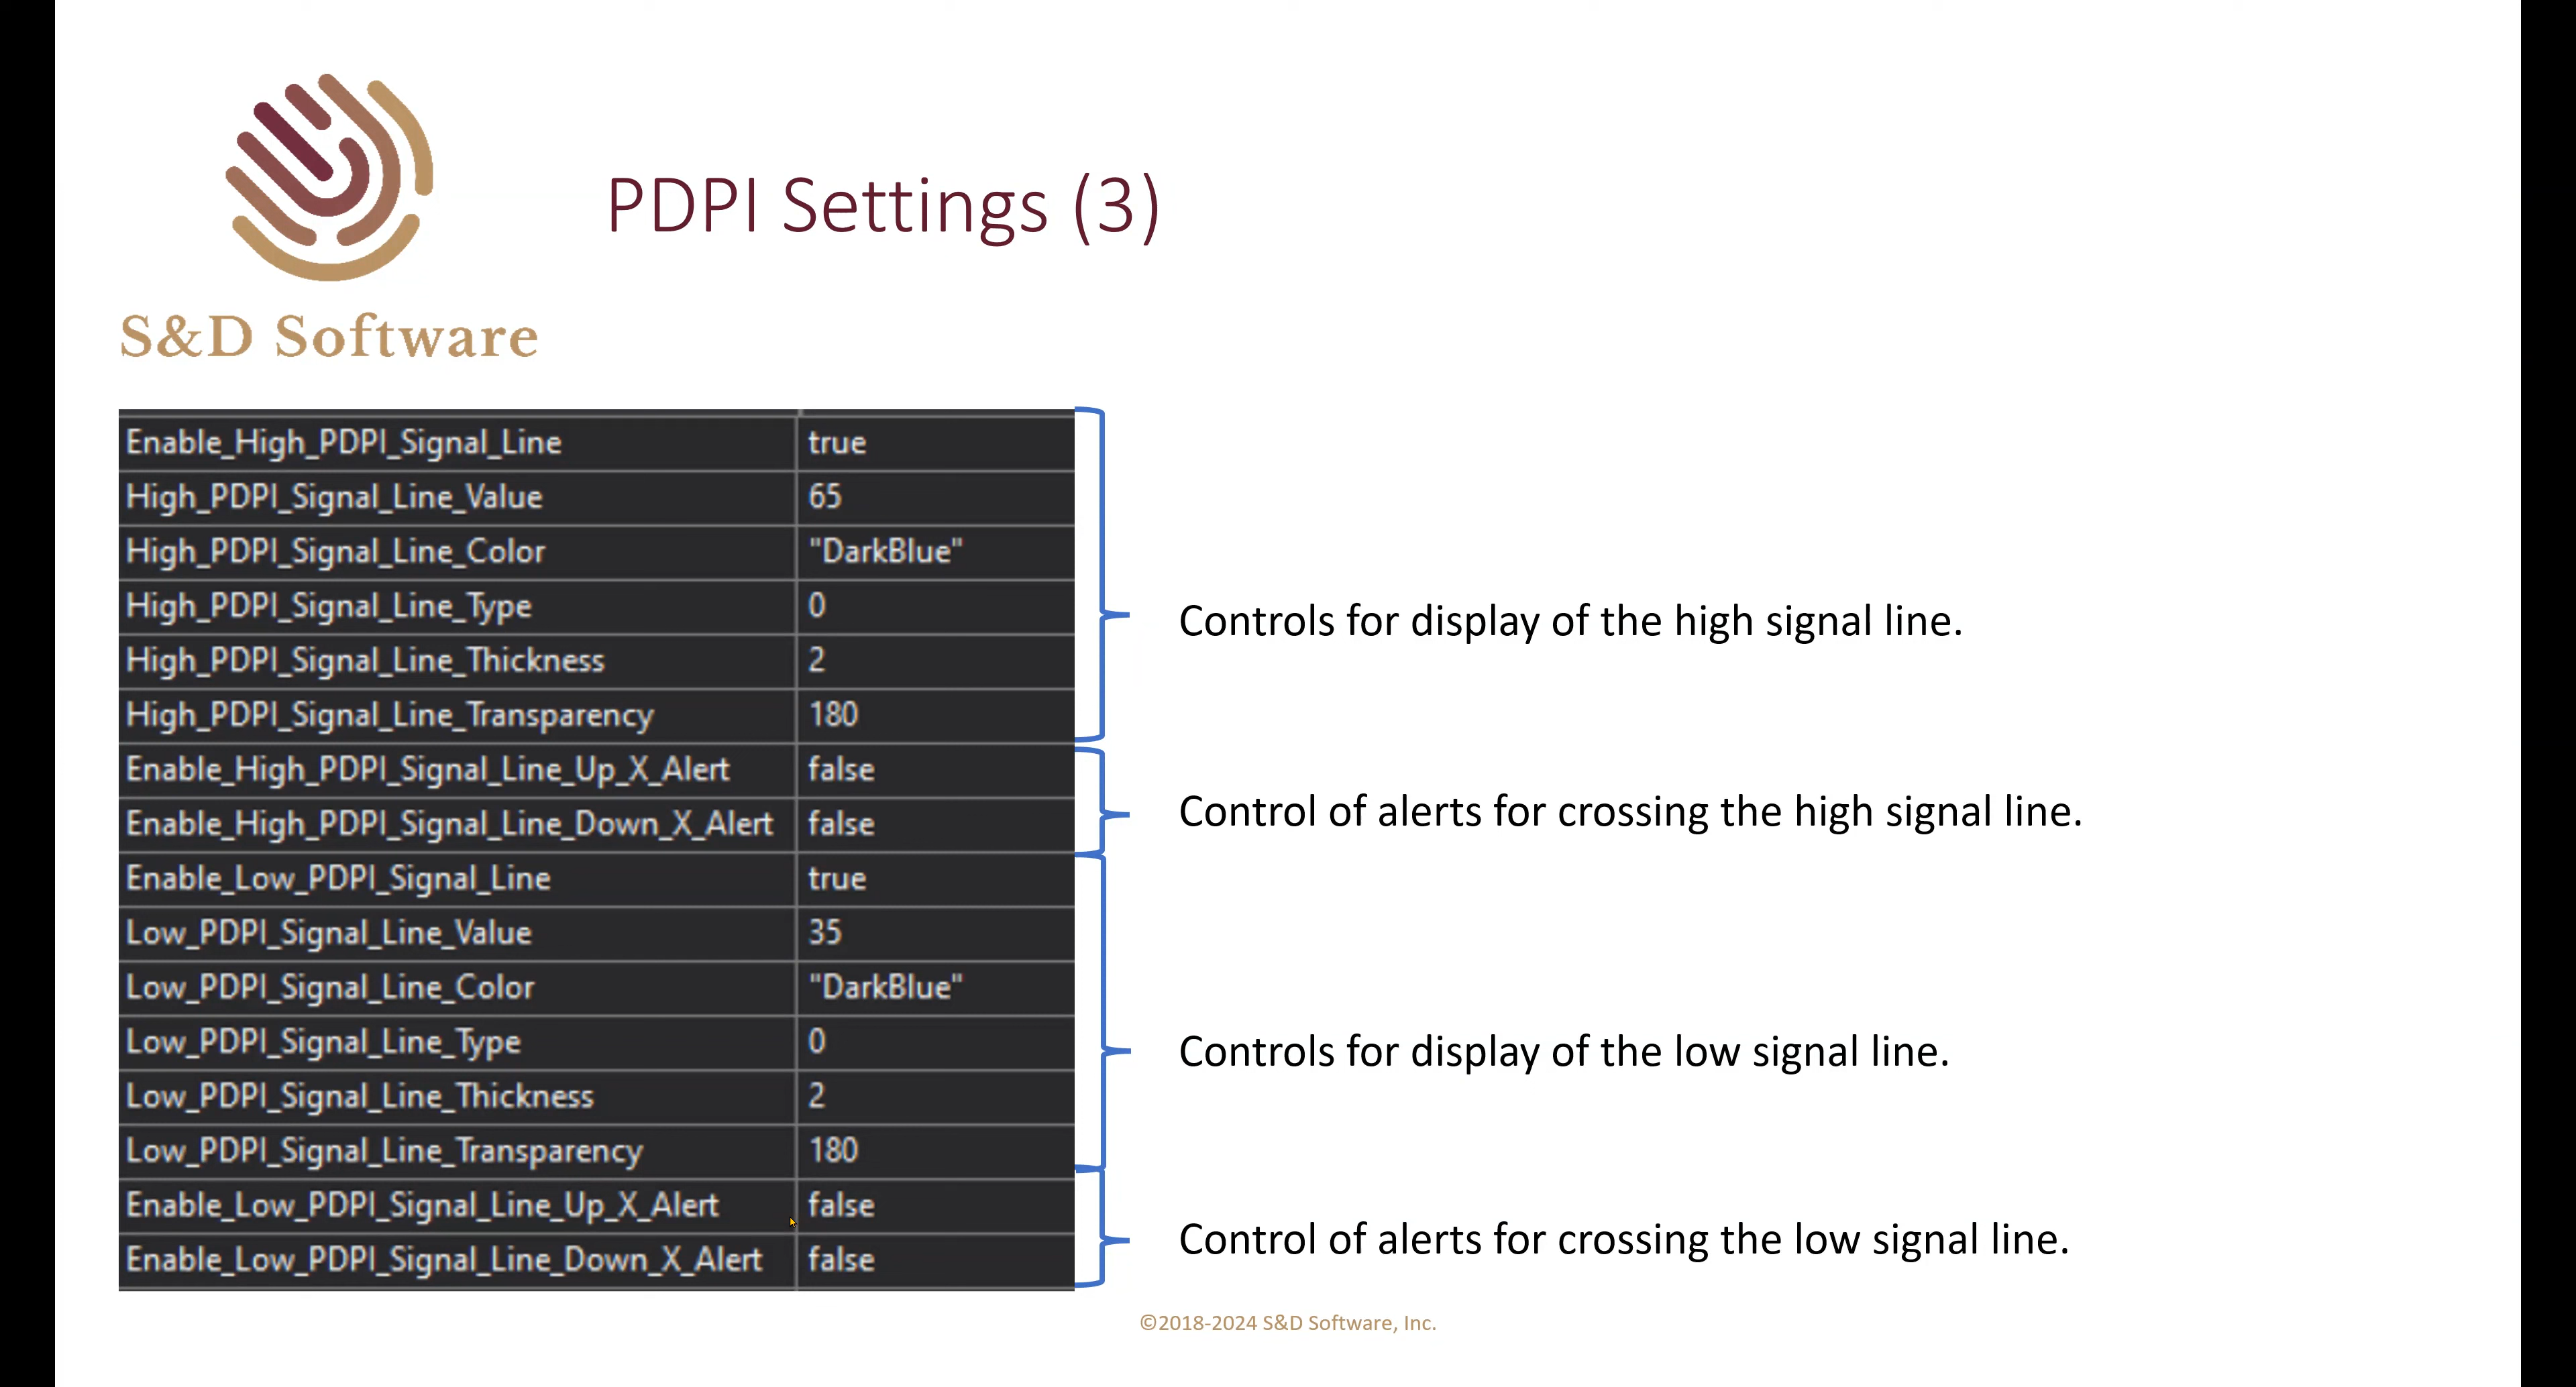 PDPI Settings (3)
S&D Software
Enable_High_PDPI_Signal_Line true
High_PDPI_Signal_Line_Value 65
High_PDPI_Signal_Line_Color "DarkBlue"
High_PDPI_Signal_Line_Type 0
High_PDPI_Signal_Line_Thickness 2
High_PDPI_Signal_Line_Transparency 180
Controls for display of the high signal line.
Enable_High_PDPI_Signal_Line_Up_X_Alert false
Enable_High_PDPI_Signal_Line_Down_X_Alert false
Control of alerts for crossing the high signal line.
Enable_Low_PDPI_Signal_Line true
Low_PDPI_Signal_Line_Value 35
Low_PDPI_Signal_Line_Color "DarkBlue"
Low_PDPI_Signal_Line_Type 0
Low_PDPI_Signal_Line_Thickness 2
Low_PDPI_Signal_Line_Transparency 180
Controls for display of the low signal line.
Enable_Low_PDPI_Signal_Line_Up_X_Alert false
Enable_Low_PDPI_Signal_Line_Down_X_Alert false
Control of alerts for crossing the low signal line.
©2018-2024 S&D Software, Inc.